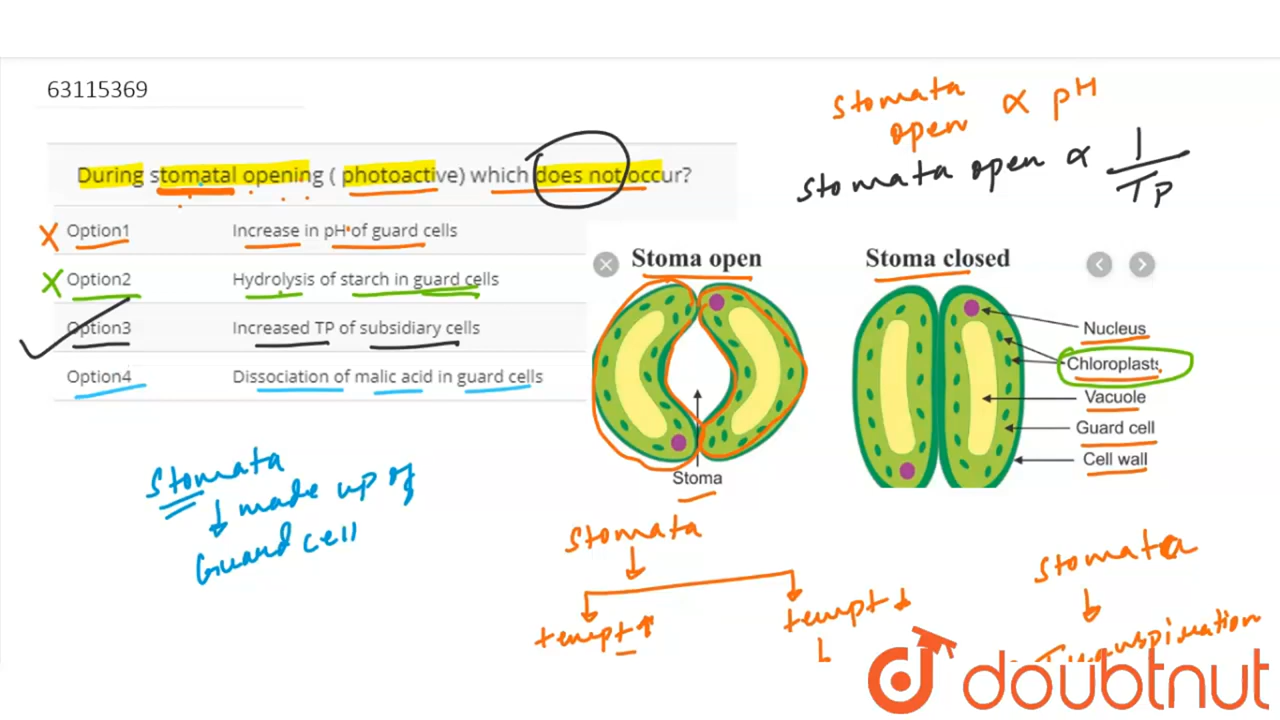 63115369
During stomatal opening ( photoactive) which does not occur?
Option1 Increase in pH of guard cells
Option2 Hydrolysis of starch in guard cells
Option3 Increased TP of subsidiary cells
Option4 Dissociation of malic acid in guard cells
Stomata
open ∝ pH
Stomata open ∝ 1
TP
Stoma open
Stoma closed
Nucleus
Chloroplasts
Vacuole
Guard cell
Cell wall
Stoma
Stomata
made up of
Guard cell
Stomata
tempt↑
tempt↓
Stomata
Transpiration
doubtnut